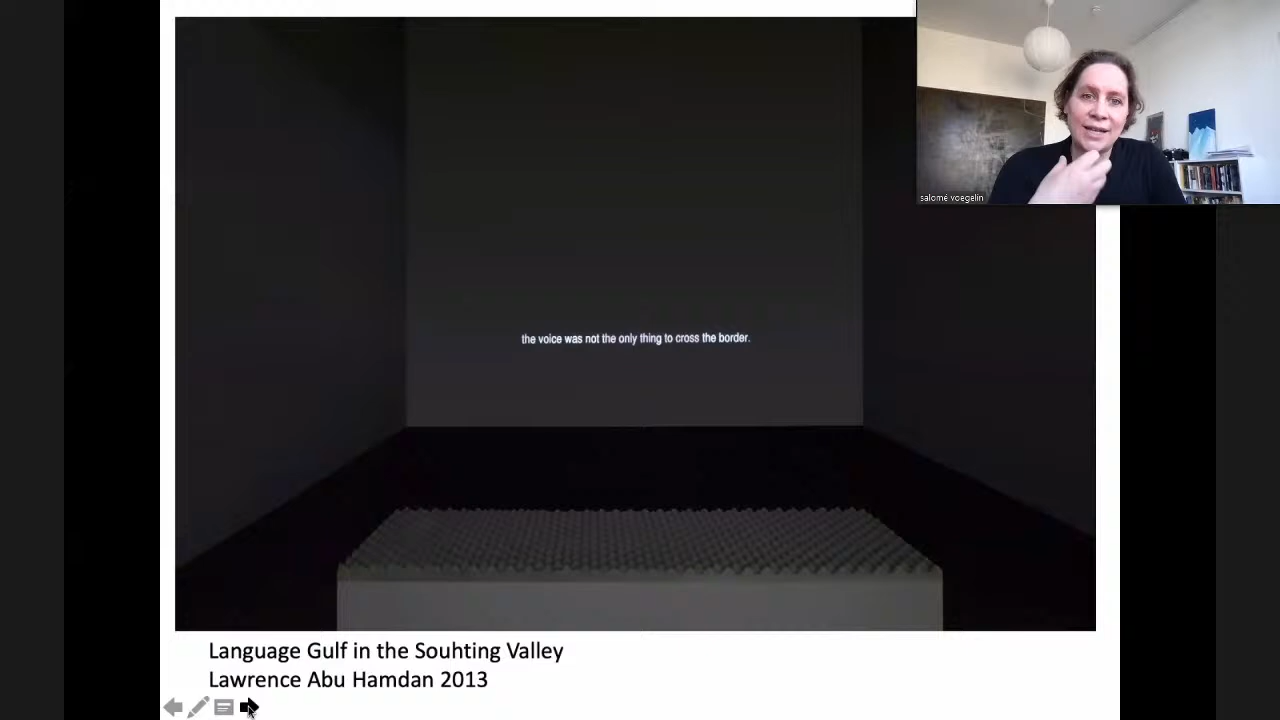 salomé voegelin
the voice was not the only thing to cross the border.
Language Gulf in the Souhting Valley
Lawrence Abu Hamdan 2013